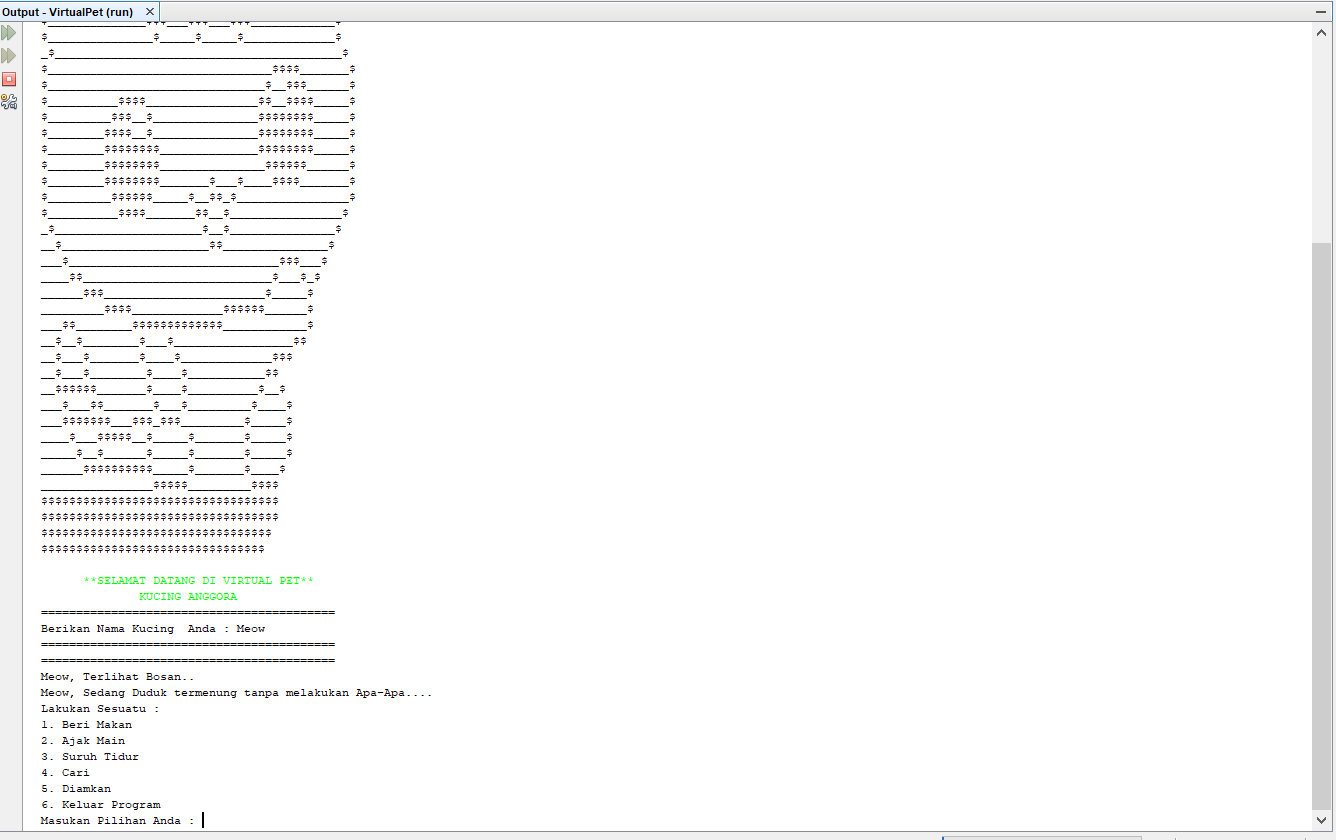 Output - VirtualPet (run)
**SELAMAT DATANG DI VIRTUAL PET**
KUCING ANGGORA
==========================================
Berikan Nama Kucing  Anda : Meow
==========================================
==========================================
Meow, Terlihat Bosan..
Meow, Sedang Duduk termenung tanpa melakukan Apa-Apa....
Lakukan Sesuatu :
1. Beri Makan
2. Ajak Main
3. Suruh Tidur
4. Cari
5. Diamkan
6. Keluar Program
Masukan Pilihan Anda :